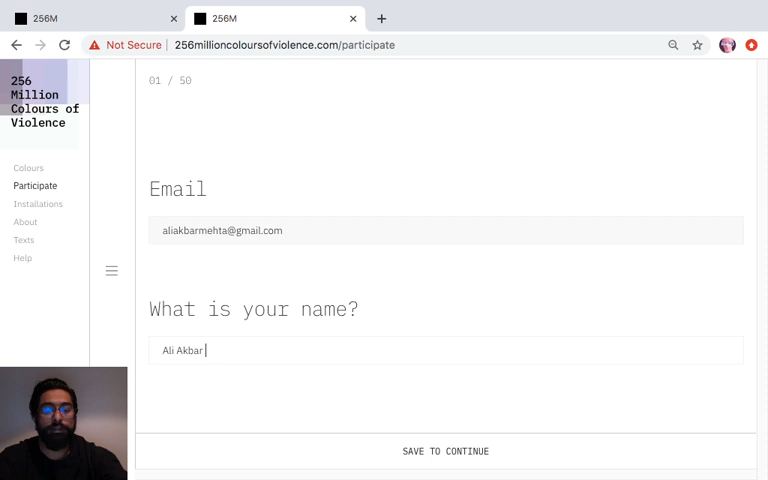 256M
256M
Not Secure
256millioncoloursofviolence.com/participate
256
Million
Colours of
Violence
Colours
Participate
Installations
About
Texts
Help
01 / 50
Email
aliakbarmehta@gmail.com
What is your name?
Ali Akbar
SAVE TO CONTINUE